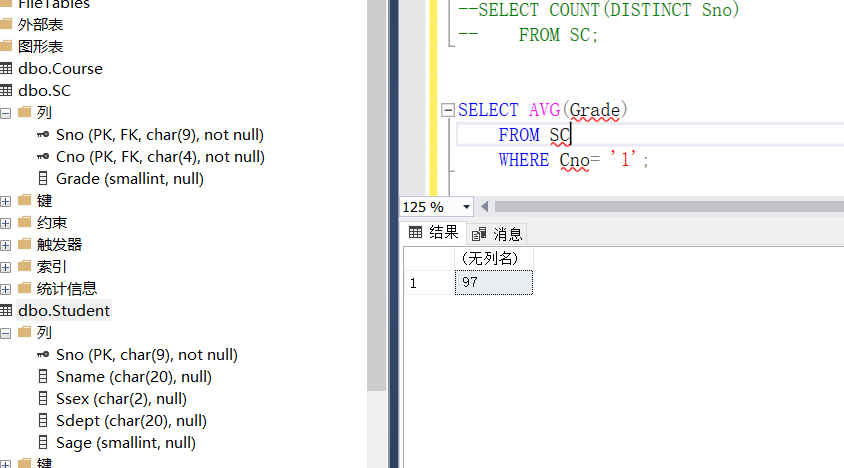 FileTables
外部表
图形表
dbo.Course
dbo.SC
列
Sno (PK, FK, char(9), not null)
Cno (PK, FK, char(4), not null)
Grade (smallint, null)
键
约束
触发器
索引
统计信息
dbo.Student
列
Sno (PK, char(9), not null)
Sname (char(20), null)
Ssex (char(2), null)
Sdept (char(20), null)
Sage (smallint, null)
键
--SELECT COUNT(DISTINCT Sno)
-- FROM SC;
SELECT AVG(Grade)
FROM SC
WHERE Cno= '1';
125 %
结果 消息
(无列名)
1 97